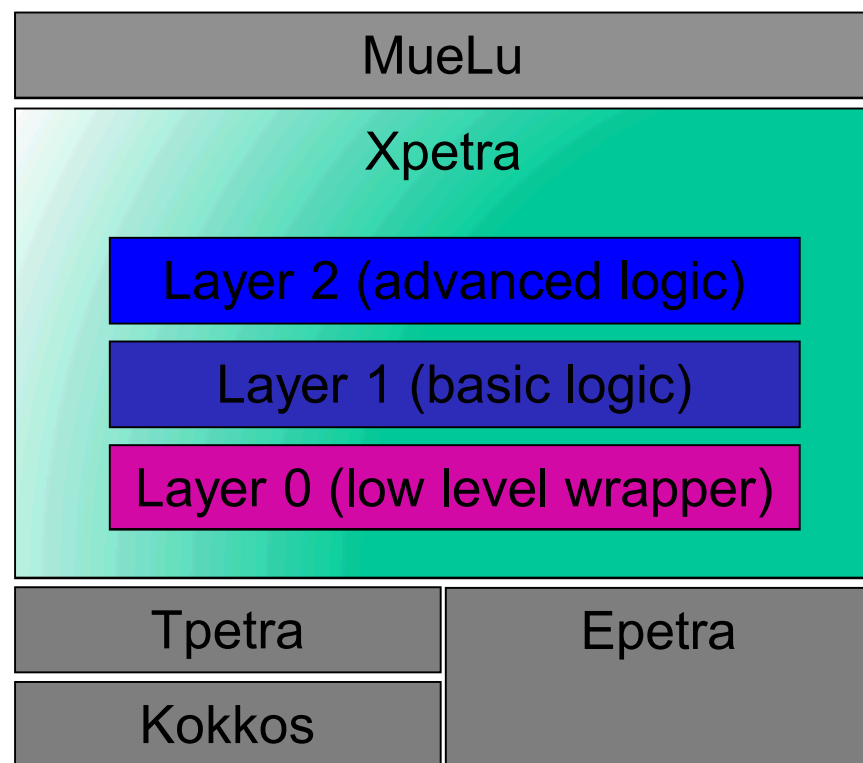 MueLu
Xpetra
Layer 2 (advanced logic)
Layer 1 (basic logic)
Layer 0 (low level wrapper)
Tpetra
Epetra
Kokkos